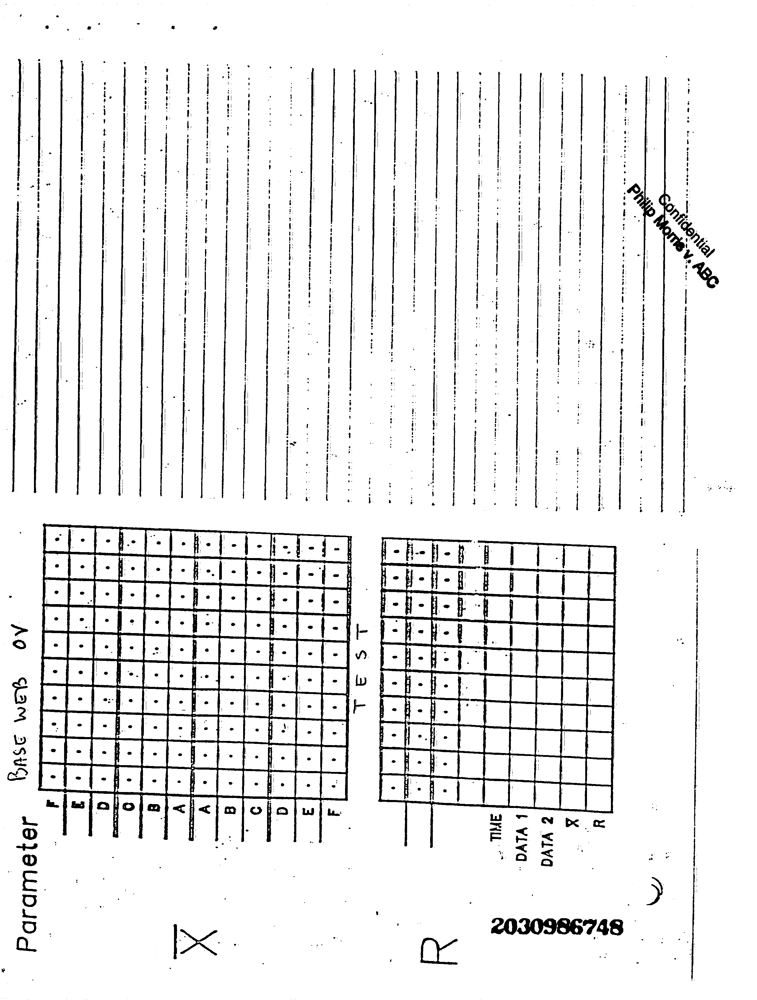 Parameter BASE WEB OV
F
E
D
C
B
A
A
B
C
D
E
F
X̄
TEST
R
TIME
DATA 1
DATA 2
X̄
R
2030986748
Confidential
Philip Morris v. ABC